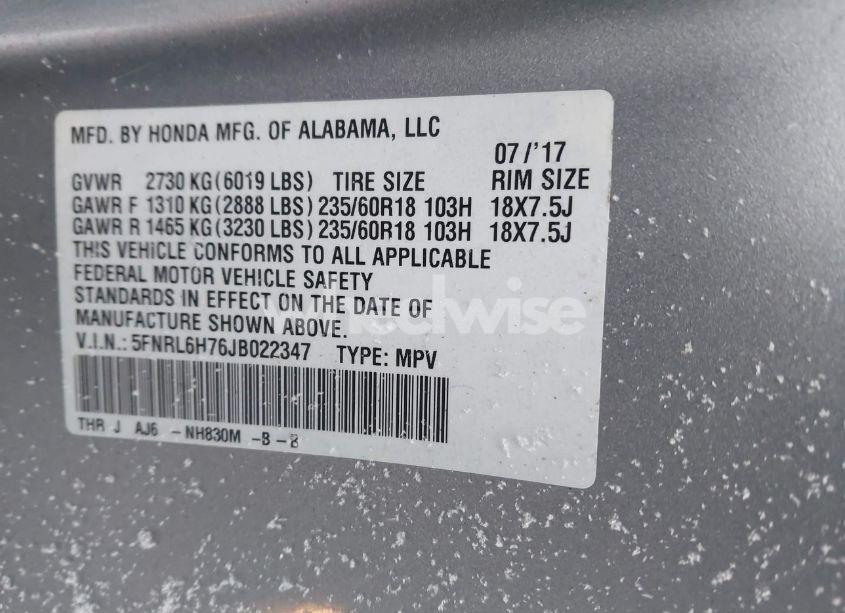 MFD. BY HONDA MFG. OF ALABAMA, LLC
07/'17
GVWR 2730 KG(6019 LBS) TIRE SIZE RIM SIZE
GAWR F 1310 KG(2888 LBS) 235/60R18 103H 18X7.5J
GAWR R 1465 KG(3230 LBS) 235/60R18 103H 18X7.5J
THIS VEHICLE CONFORMS TO ALL APPLICABLE
FEDERAL MOTOR VEHICLE SAFETY
STANDARDS IN EFFECT ON THE DATE OF
MANUFACTURE SHOWN ABOVE.
wheelwise
V.I.N.: 5FNRL6H76JB022347 TYPE: MPV
THR J AJ6 -NH830M -B -B